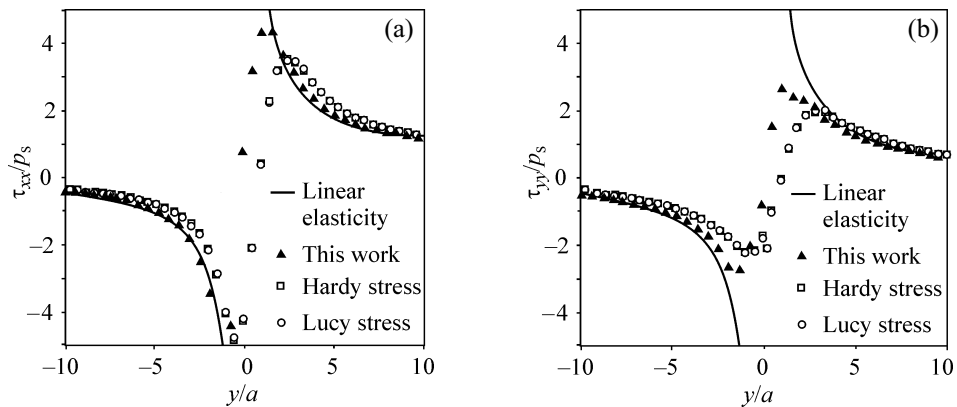 (a)
4
2
0
−2
−4
τxx/ps
Linear
elasticity
This work
Hardy stress
Lucy stress
−10
−5
0
5
10
y/a
(b)
4
2
0
−2
−4
τyy/ps
Linear
elasticity
This work
Hardy stress
Lucy stress
−10
−5
0
5
10
y/a